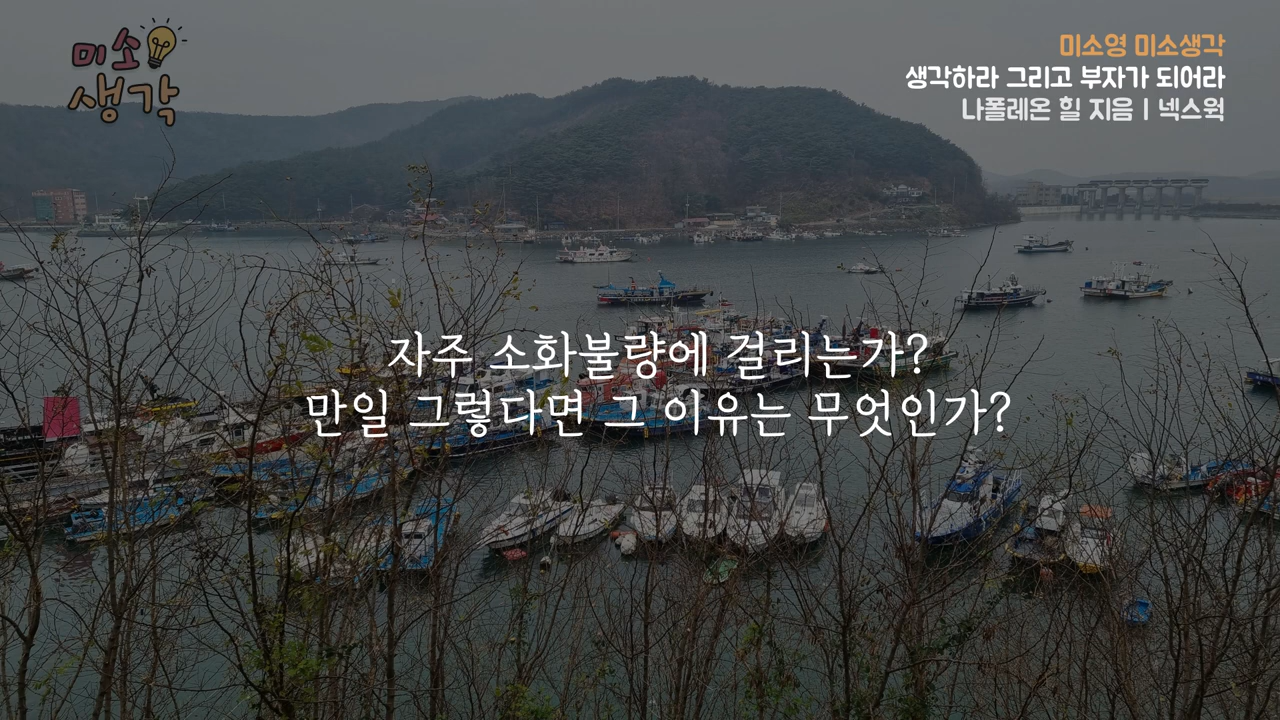 미소
생각
미소영 미소생각
생각하라 그리고 부자가 되어라
나폴레온 힐 지음 | 넥스웍
자주 소화불량에 걸리는가?
만일 그렇다면 그 이유는 무엇인가?